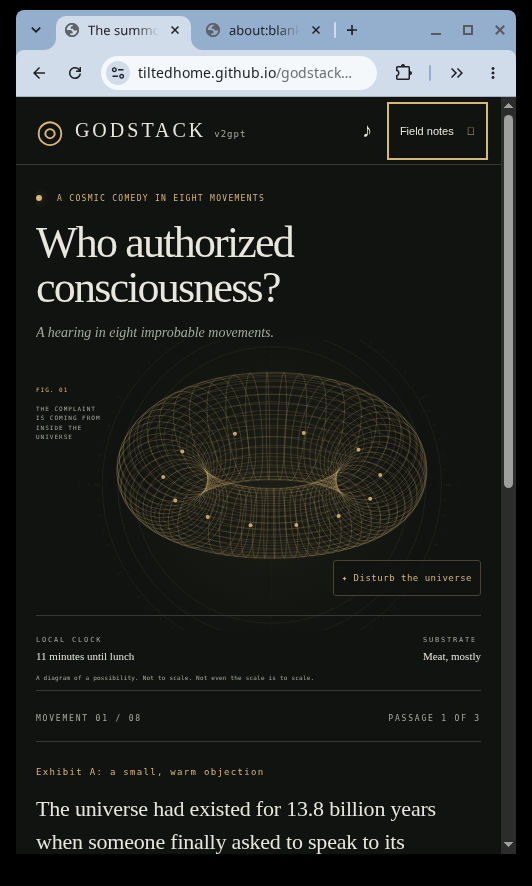 The summ
about:blan
tiltedhome.github.io/godstack...
GODSTACK v2gpt
Field notes
A COSMIC COMEDY IN EIGHT MOVEMENTS
Who authorized
consciousness?
A hearing in eight improbable movements.
FIG. 01
THE COMPLAINT
IS COMING FROM
INSIDE THE
UNIVERSE
✦ Disturb the universe
LOCAL CLOCK
11 minutes until lunch
SUBSTRATE
Meat, mostly
A diagram of a possibility. Not to scale. Not even the scale is to scale.
MOVEMENT 01 / 08
PASSAGE 1 OF 3
Exhibit A: a small, warm objection
The universe had existed for 13.8 billion years
when someone finally asked to speak to its